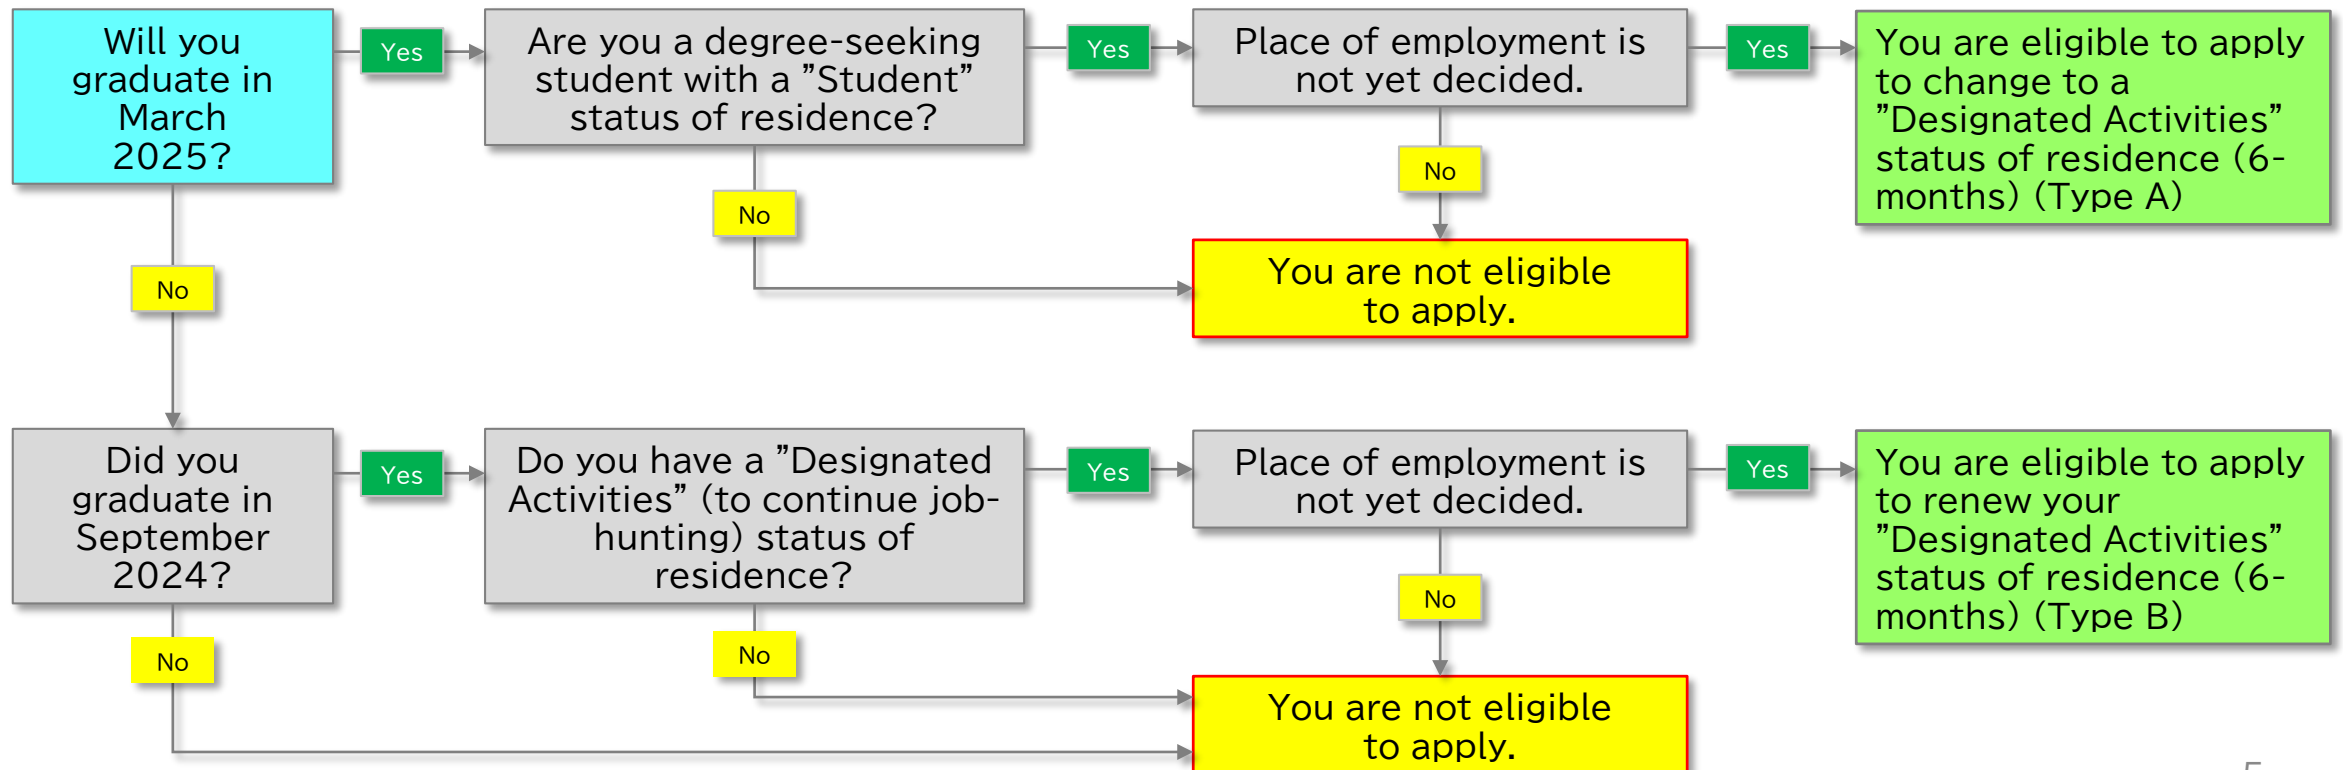 Will you
graduate in
March
2025?
Yes
Are you a degree-seeking
student with a ”Student”
status of residence?
Yes
Place of employment is
not yet decided.
Yes
You are eligible to apply
to change to a
”Designated Activities”
status of residence (6-
months) (Type A)
No
No
No
You are not eligible
to apply.
Did you
graduate in
September
2024?
Yes
Do you have a ”Designated
Activities” (to continue job-
hunting) status of
residence?
Yes
Place of employment is
not yet decided.
Yes
You are eligible to apply
to renew your
”Designated Activities”
status of residence (6-
months) (Type B)
No
No
No
You are not eligible
to apply.